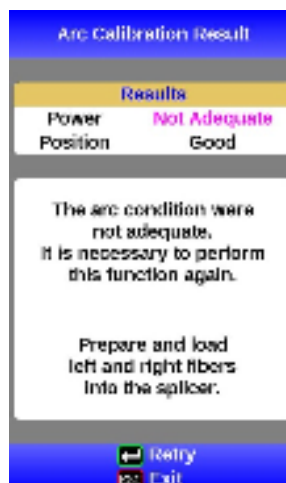 Arc Calibration Result
Results
Power Not Adequate
Position Good
The arc condition were
not adequate.
It is necessary to perform
this function again.
Prepare and load
left and right fibers
into the splicer.
Retry
Exit